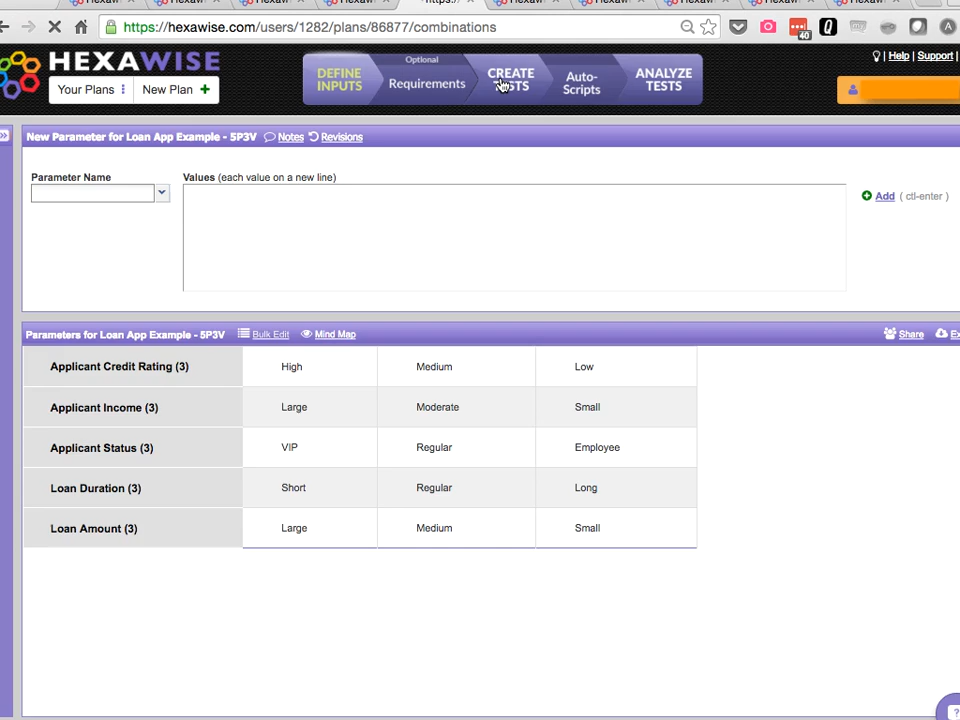 https://hexawise.com/users/1282/plans/86877/combinations
40
HEXAWISE
Your Plans
New Plan +
DEFINE
INPUTS
Optional
Requirements
CREATE
Auto-
Scripts
ANALYZE
TESTS
| Help | Support |
New Parameter for Loan App Example - 5P3V Notes Revisions
Parameter Name
Values (each value on a new line)
Add ( ctl-enter )
Parameters for Loan App Example - 5P3V Bulk Edit Mind Map Share
Applicant Credit Rating (3) High Medium Low
Applicant Income (3) Large Moderate Small
Applicant Status (3) VIP Regular Employee
Loan Duration (3) Short Regular Long
Loan Amount (3) Large Medium Small
?